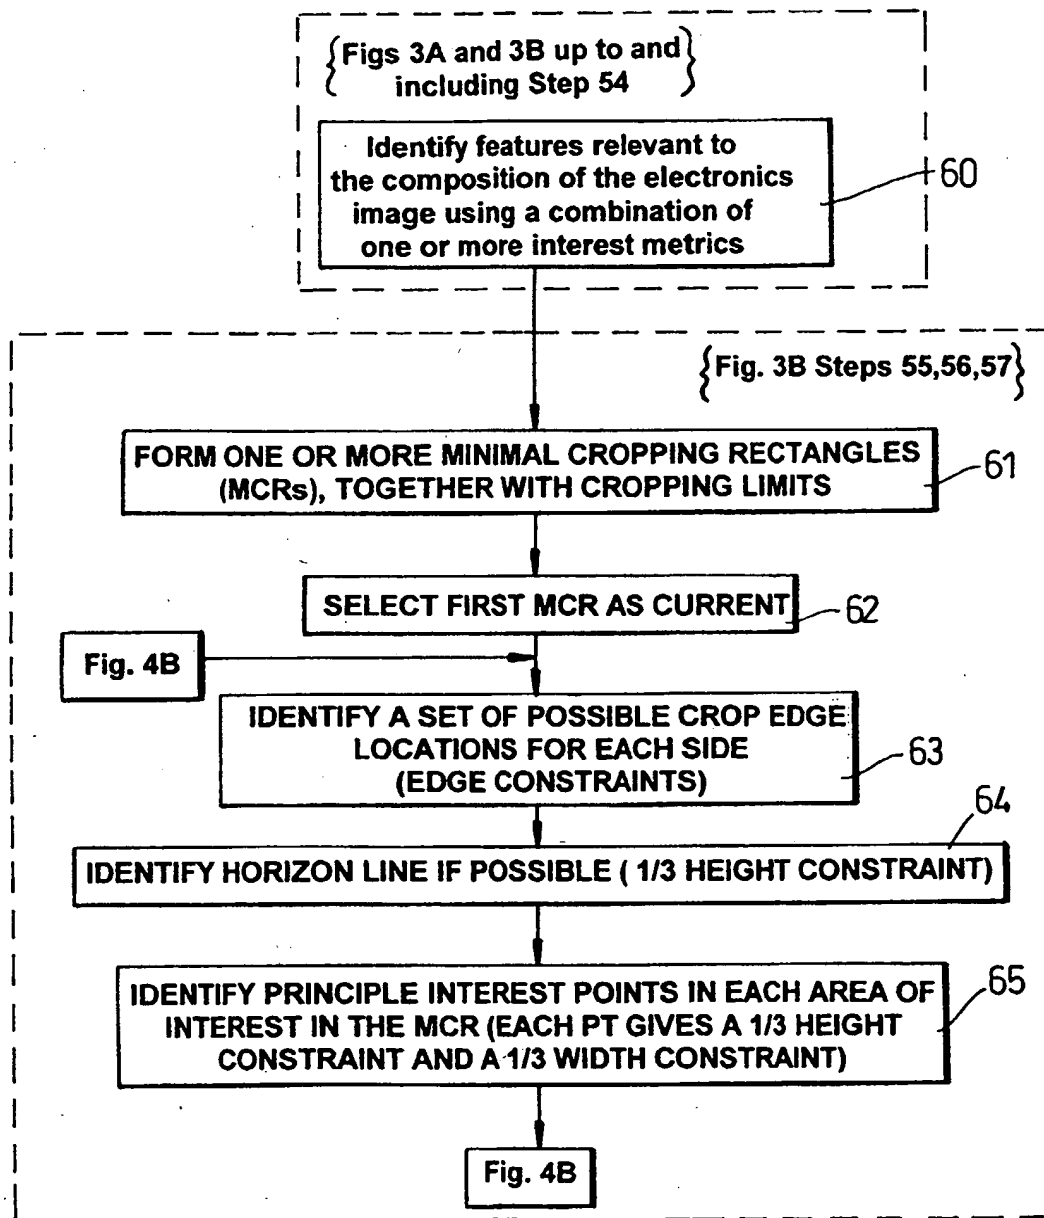 {Figs 3A and 3B up to and
including Step 54}
Identify features relevant to
the composition of the electronics
image using a combination of
one or more interest metrics
60
{Fig. 3B Steps 55,56,57}
FORM ONE OR MORE MINIMAL CROPPING RECTANGLES
(MCRs), TOGETHER WITH CROPPING LIMITS
61
SELECT FIRST MCR AS CURRENT
62
Fig. 4B
IDENTIFY A SET OF POSSIBLE CROP EDGE
LOCATIONS FOR EACH SIDE
(EDGE CONSTRAINTS)
63
64
IDENTIFY HORIZON LINE IF POSSIBLE ( 1/3 HEIGHT CONSTRAINT)
IDENTIFY PRINCIPLE INTEREST POINTS IN EACH AREA OF
INTEREST IN THE MCR (EACH PT GIVES A 1/3 HEIGHT
CONSTRAINT AND A 1/3 WIDTH CONSTRAINT)
65
Fig. 4B